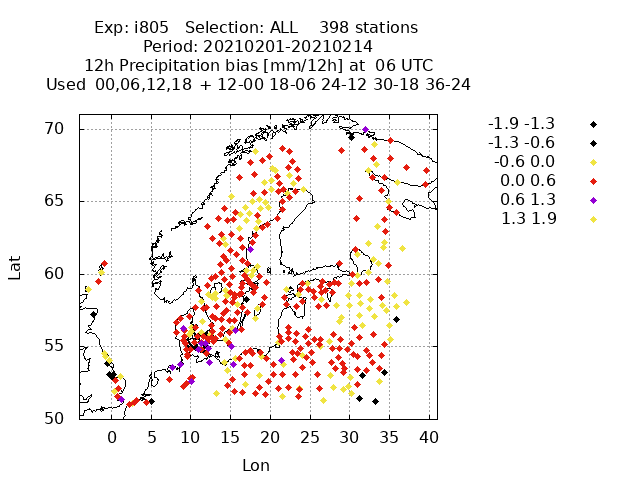 Exp: i805 Selection: ALL 398 stations
Period: 20210201-20210214
12h Precipitation bias [mm/12h] at 06 UTC
Used 00,06,12,18 + 12-00 18-06 24-12 30-18 36-24
-1.9 -1.3
-1.3 -0.6
-0.6 0.0
0.0 0.6
0.6 1.3
1.3 1.9
70
65
60
55
50
Lat
0 5 10 15 20 25 30 35 40
Lon